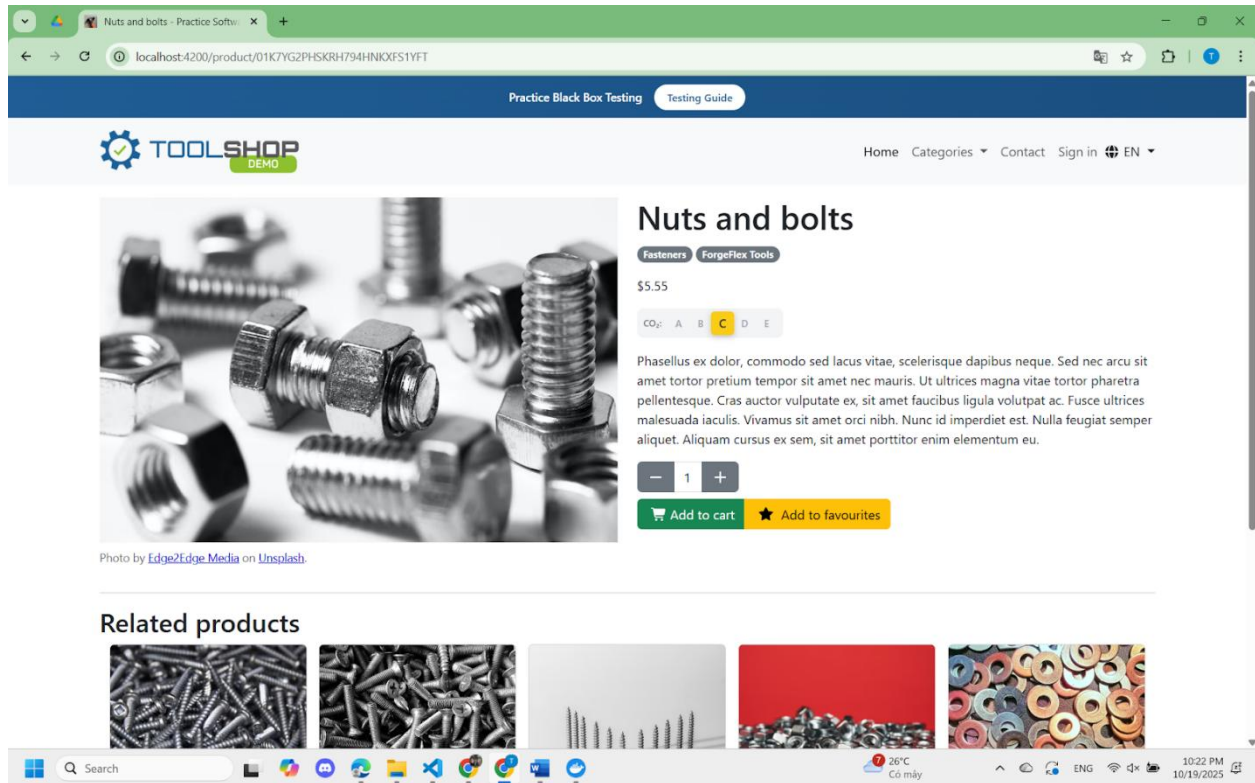 Nuts and bolts - Practice Softw
localhost:4200/product/01K7YG2PHSKRH794HNKXFS1YFT
T
Practice Black Box Testing Testing Guide
TOOLSHOP
DEMO
Home Categories Contact Sign in EN
Nuts and bolts
Fasteners ForgeFlex Tools
$5.55
CO₂: A B C D E
Phasellus ex dolor, commodo sed lacus vitae, scelerisque dapibus neque. Sed nec arcu sit
amet tortor pretium tempor sit amet nec mauris. Ut ultrices magna vitae tortor pharetra
pellentesque. Cras auctor vulputate ex, sit amet faucibus ligula volutpat ac. Fusce ultrices
malesuada iaculis. Vivamus sit amet orci nibh. Nunc id imperdiet est. Nulla feugiat semper
aliquet. Aliquam cursus ex sem, sit amet porttitor enim elementum eu.
1
Add to cart Add to favourites
Photo by Edge2Edge Media on Unsplash.
Related products
Search
7 26°C
Có mây
ENG
10:22 PM
10/19/2025